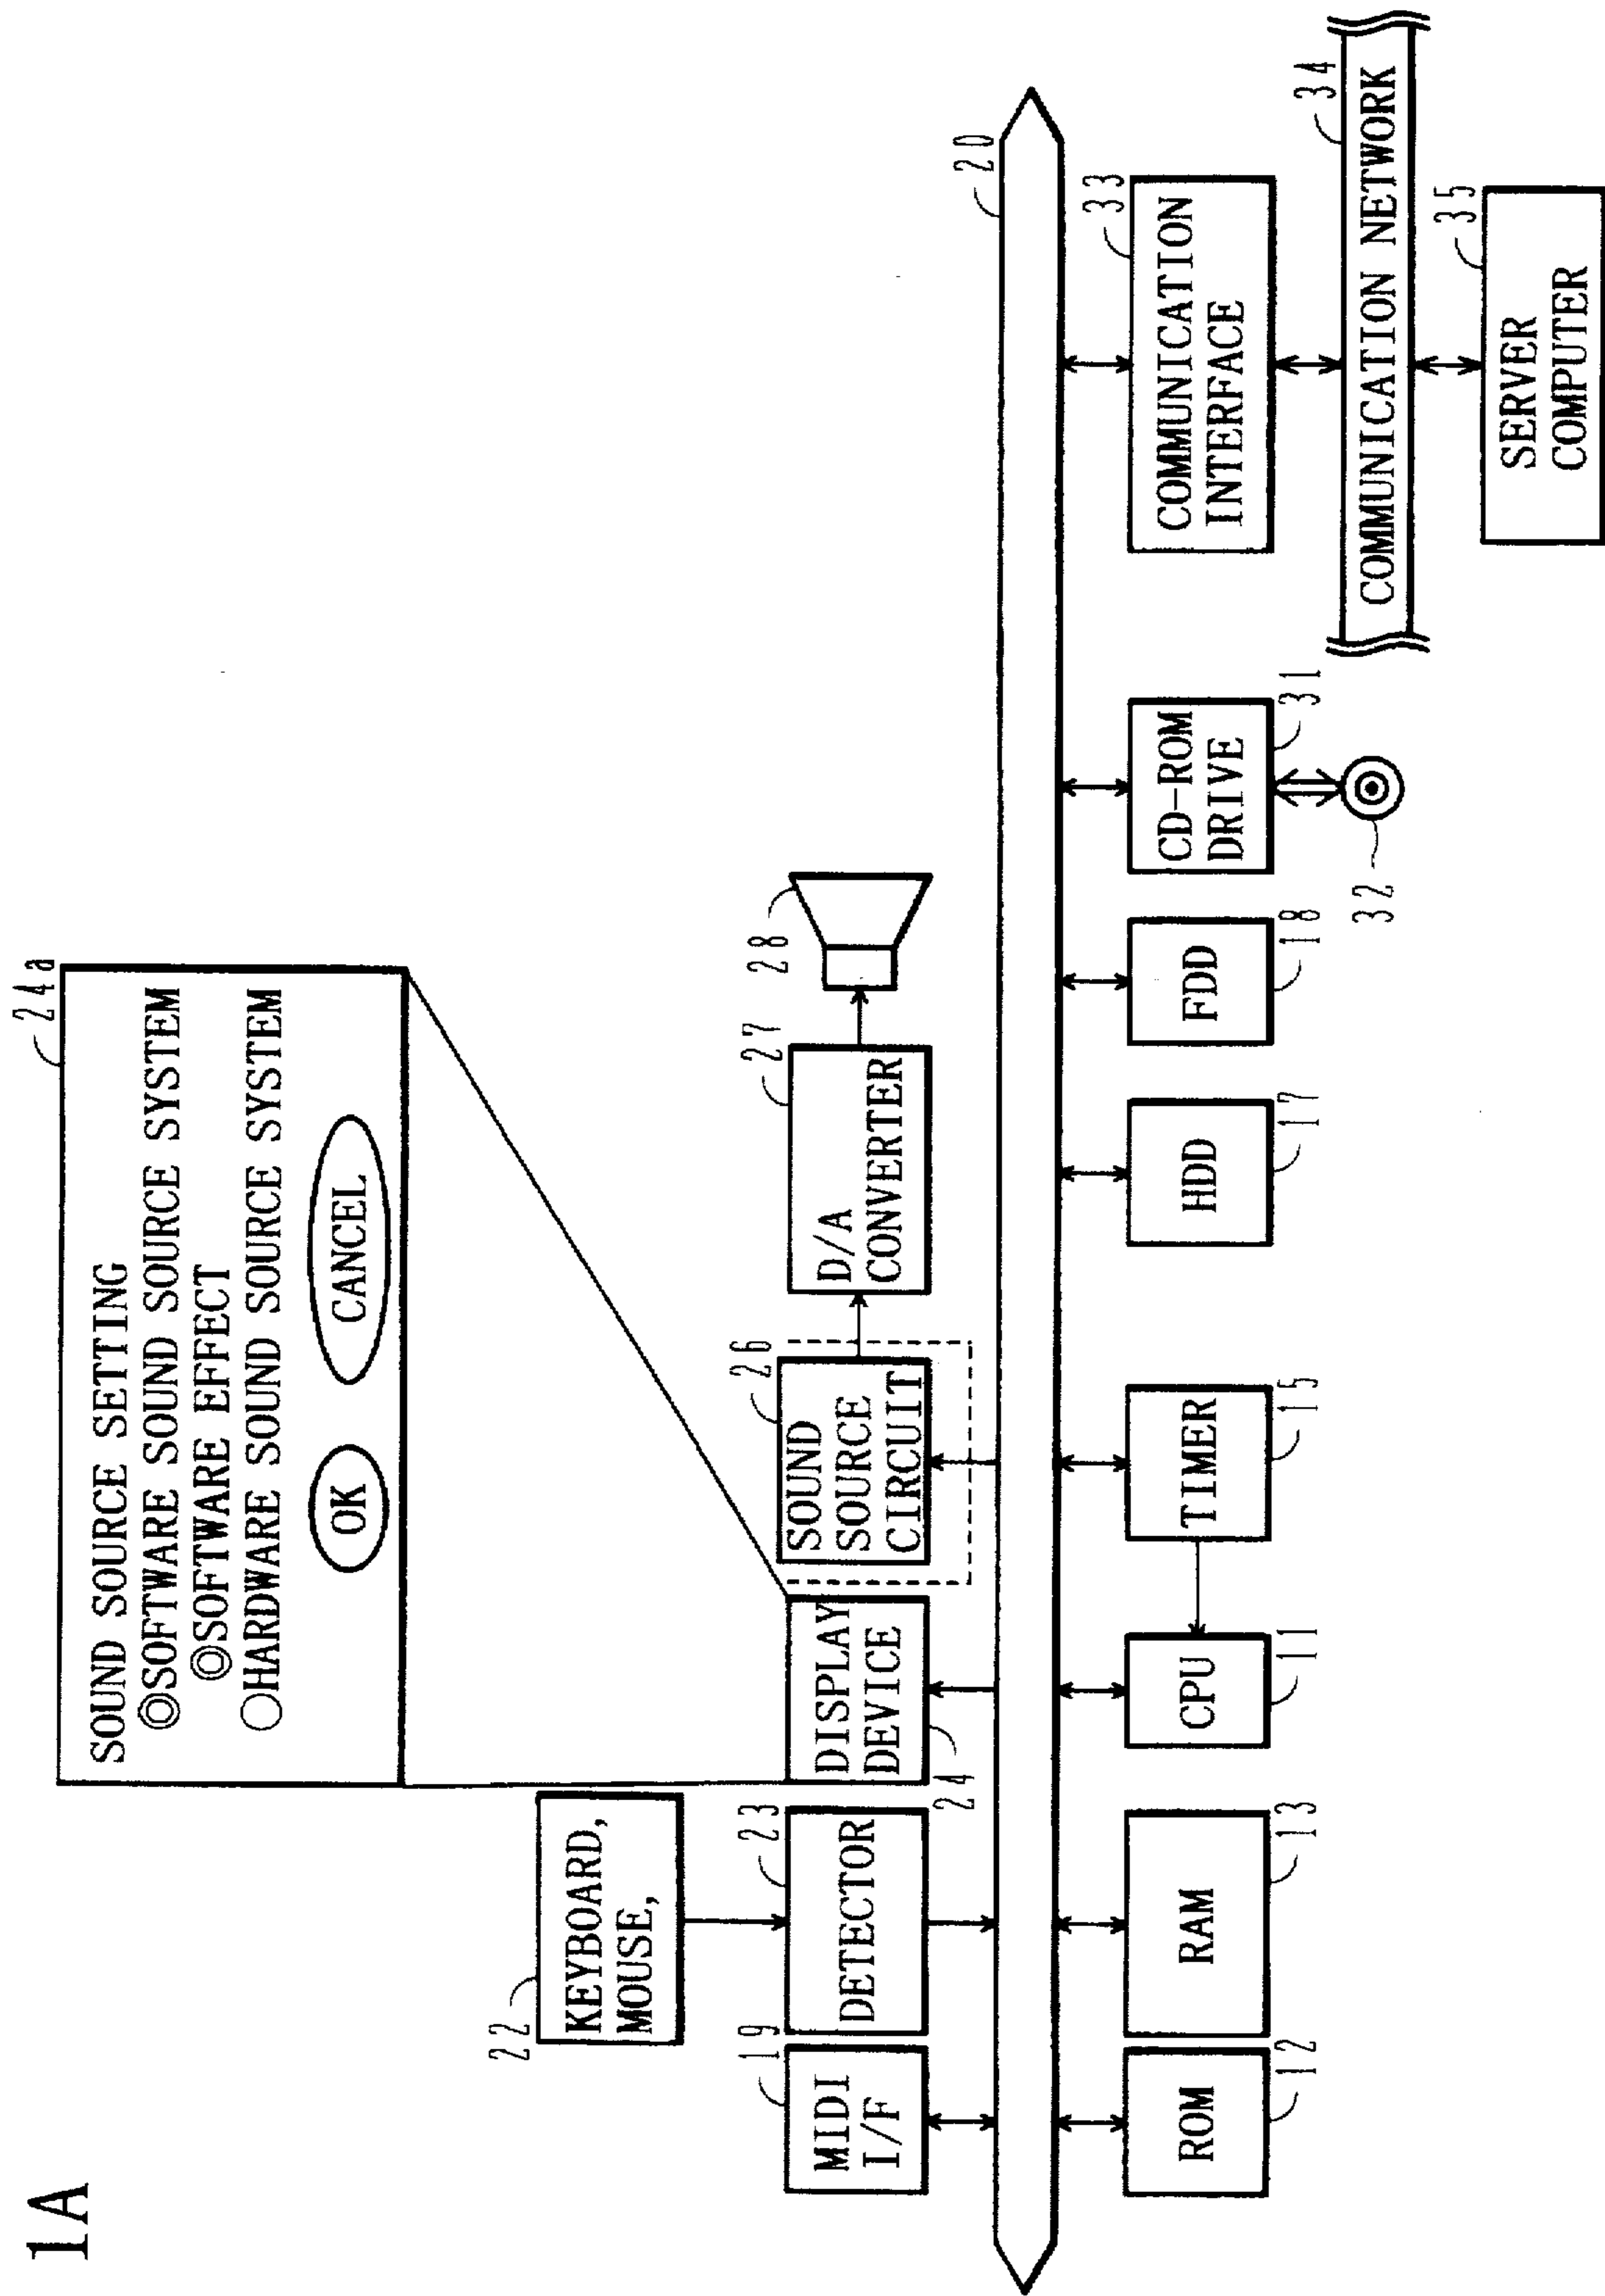 1A
24a
SOUND SOURCE SETTING
◎SOFTWARE SOUND SOURCE SYSTEM
◎SOFTWARE EFFECT
○HARDWARE SOUND SOURCE SYSTEM
OK
CANCEL
22
KEYBOARD,
MOUSE,
19
MIDI
I/F
23
DETECTOR
DISPLAY
DEVICE
24
26
SOUND
SOURCE
CIRCUIT
27
D/A
CONVERTER
28
20
ROM
12
RAM
13
CPU
11
TIMER
15
HDD
17
FDD
18
CD-ROM
DRIVE
31
32
33
COMMUNICATION
INTERFACE
34
COMMUNICATION NETWORK
35
SERVER
COMPUTER